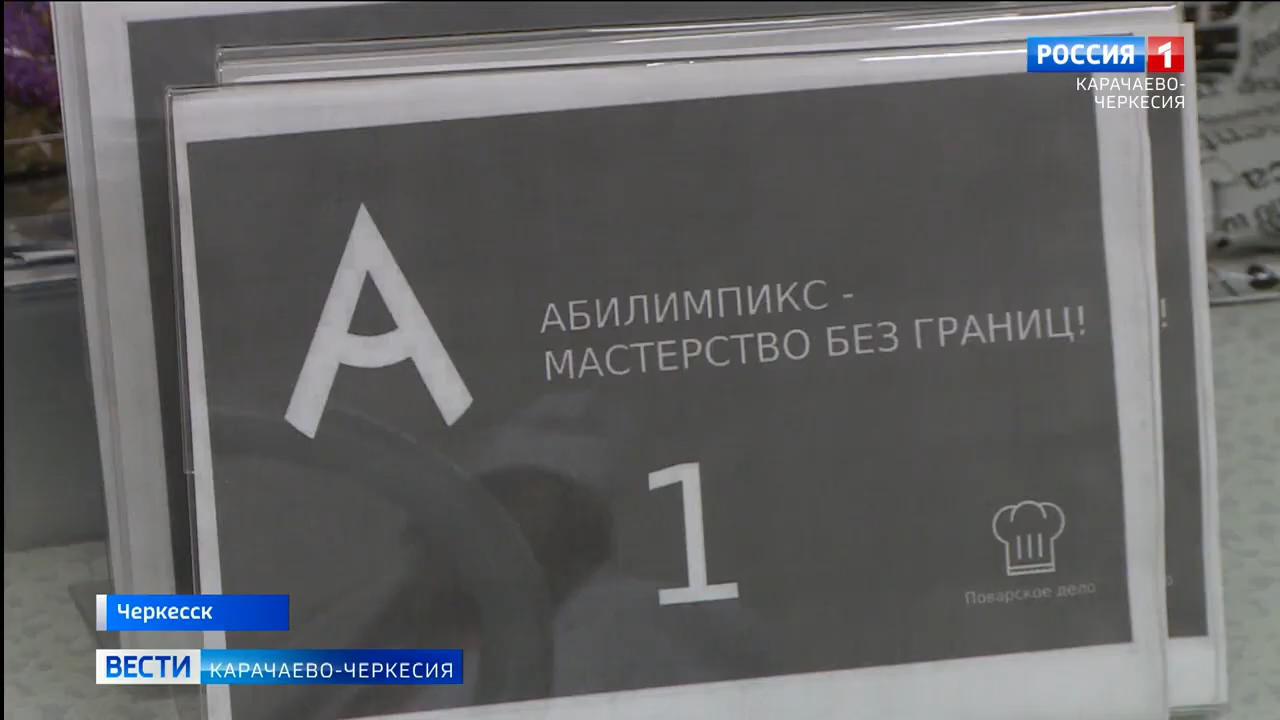 РОССИЯ 1
КАРАЧАЕВО-
ЧЕРКЕСИЯ
А
АБИЛИМПИКС -
МАСТЕРСТВО БЕЗ ГРАНИЦ!
!
1
Поварское дело
Черкесск
ВЕСТИ КАРАЧАЕВО-ЧЕРКЕСИЯ